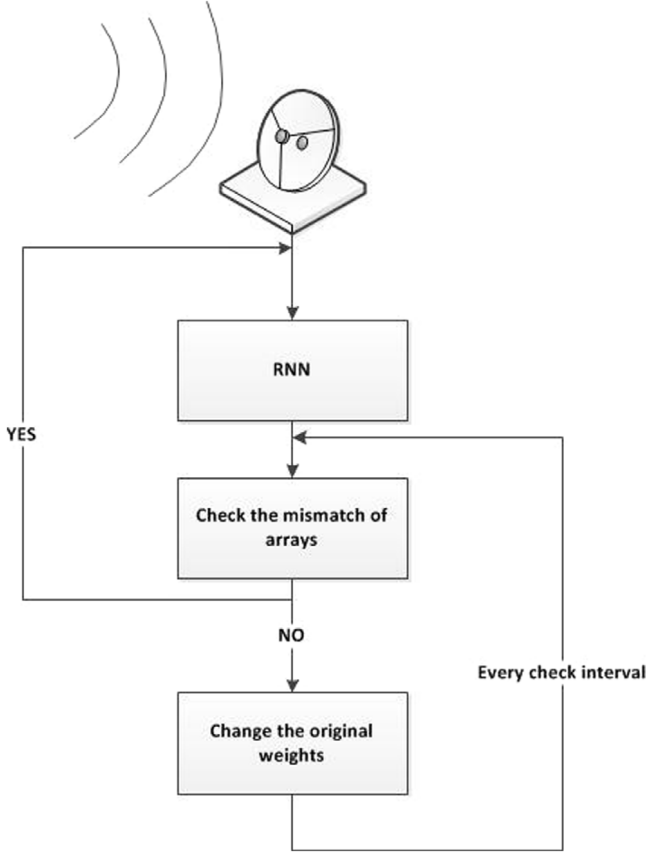 RNN
YES
Check the mismatch of
arrays
NO
Every check interval
Change the original
weights